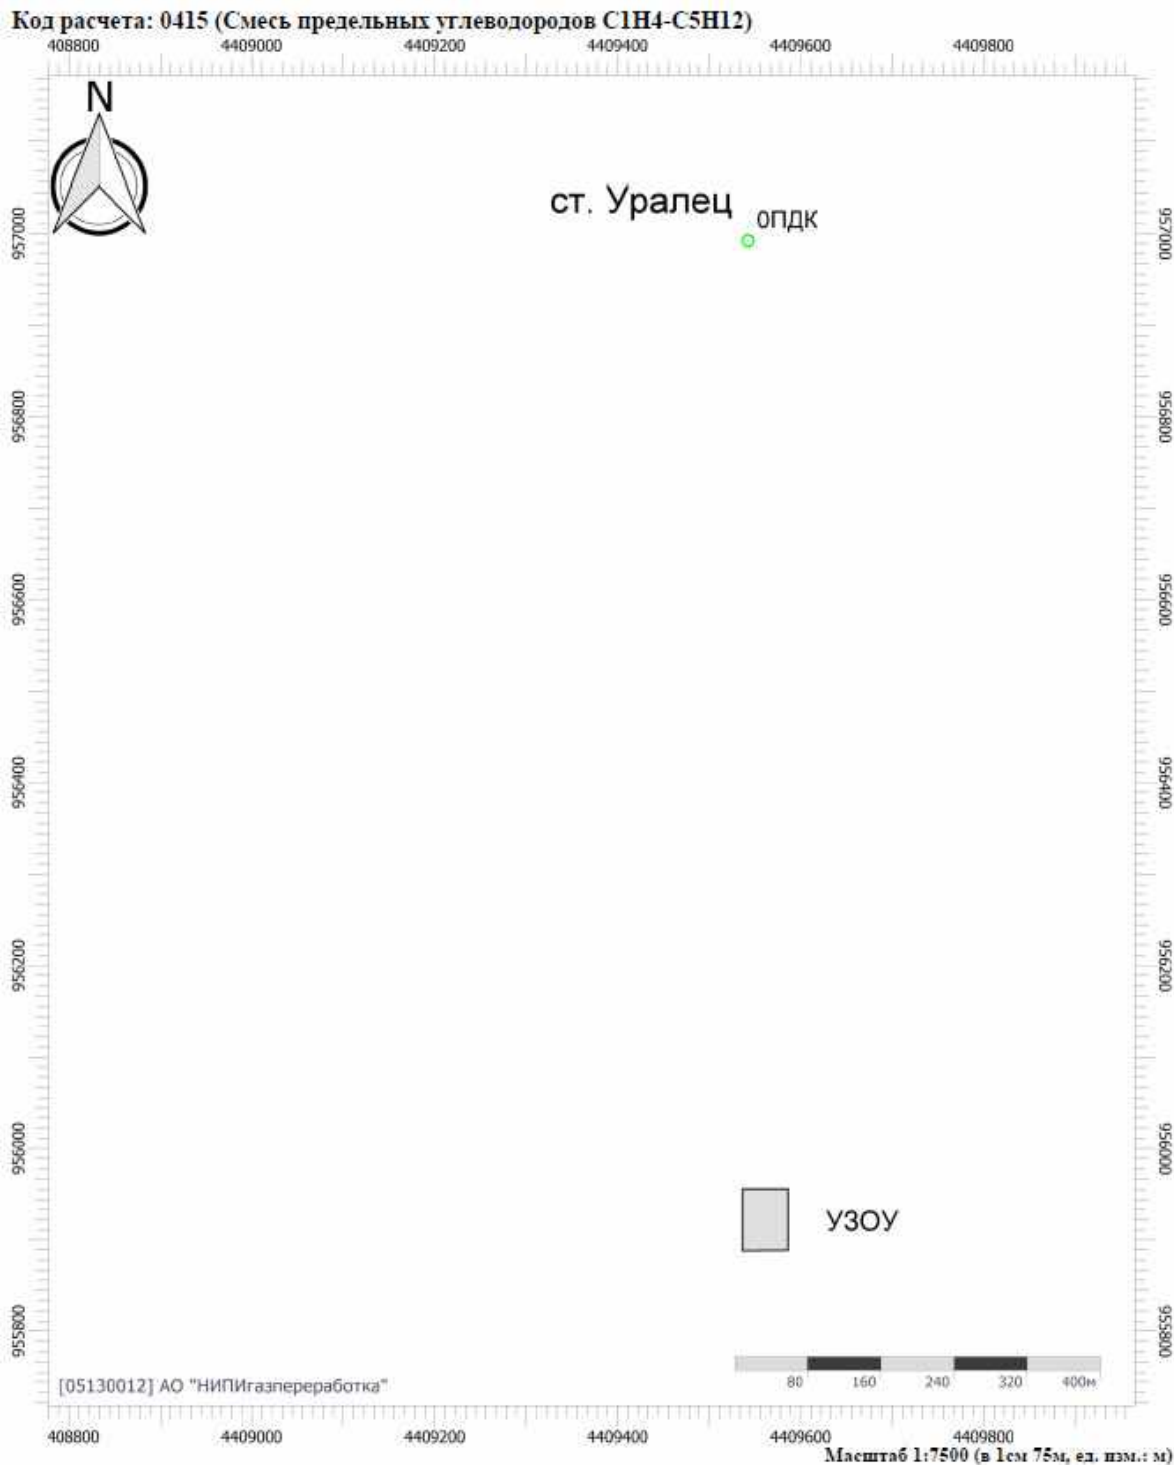 Код расчета: 0415 (Смесь предельных углеводородов C1H4-C5H12)
408800 4409000 4409200 4409400 4409600 4409800
N
ст. Уралец
0ПДК
957000 957000
956800 956800
956600 956600
956400 956400
956200 956200
956000 956000
УЗОУ
955800 955800
80 160 240 320 400м
[05130012] АО "НИПИгазпереработка"
408800 4409000 4409200 4409400 4409600 4409800
Масштаб 1:7500 (в 1см 75м, ед. изм.: м)